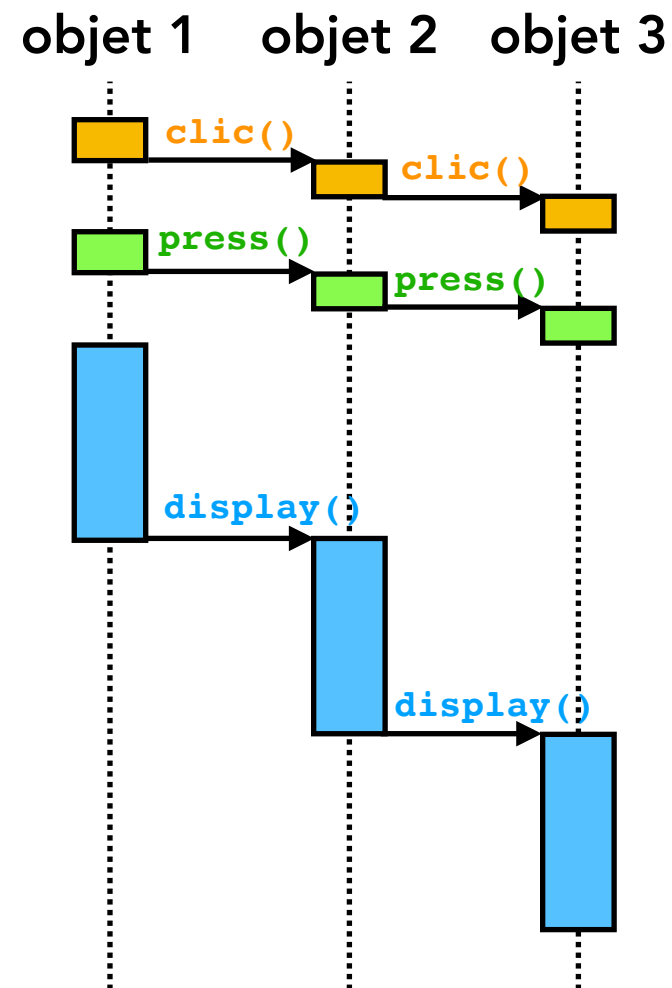 objet 1 objet 2 objet 3
clic()
clic()
press()
press()
display()
display()